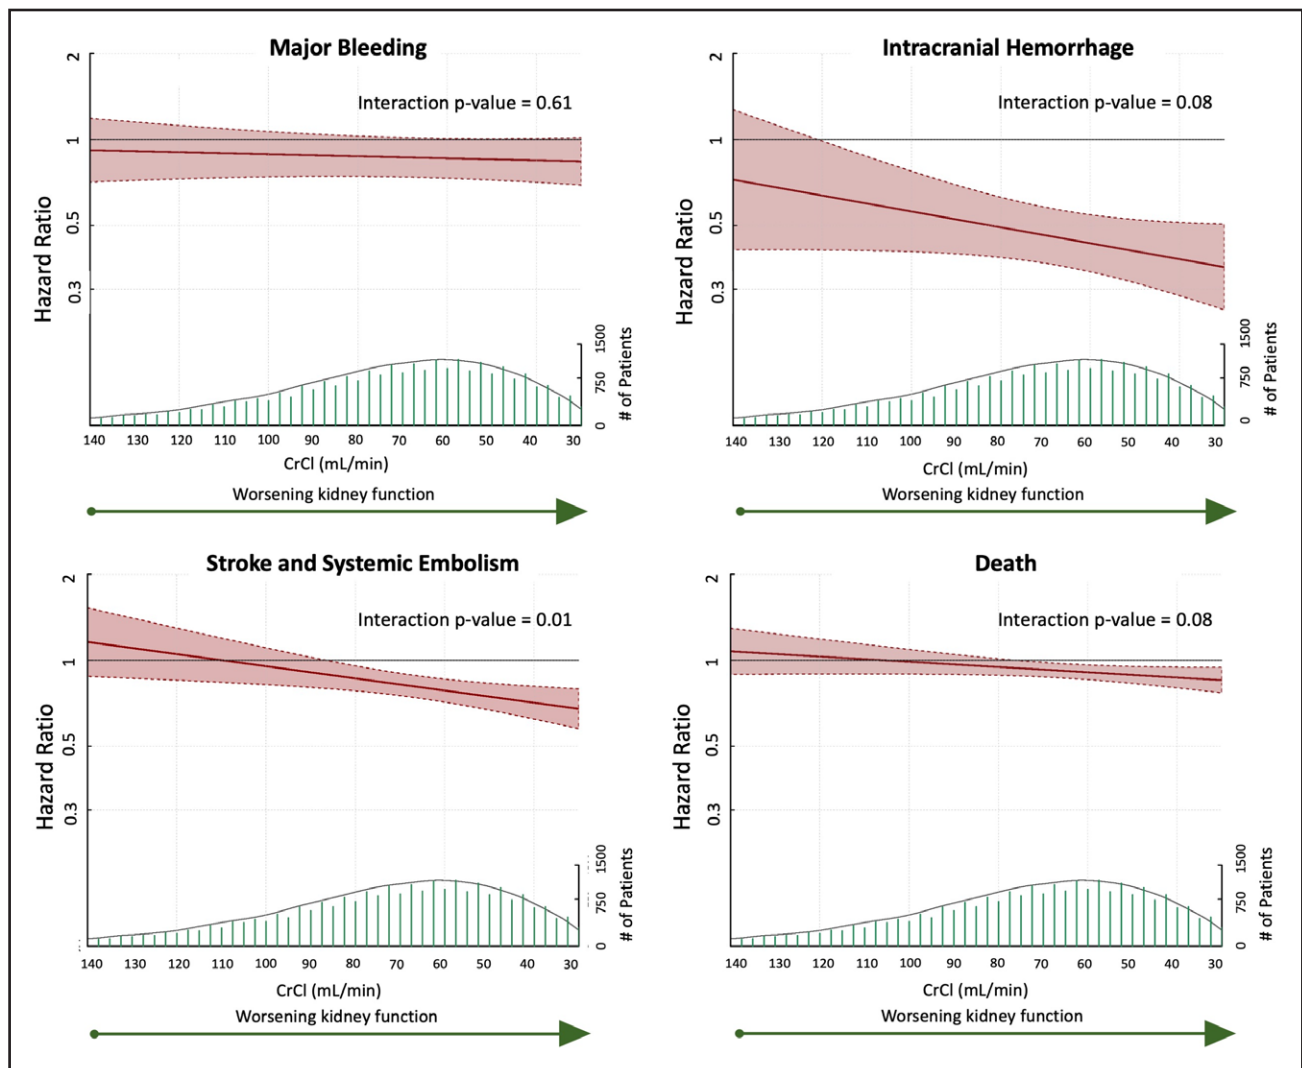 Major Bleeding
Interaction p-value = 0.61
2
1
0.5
0.3
Hazard Ratio
1500
750
0
# of Patients
140 130 120 110 100 90 80 70 60 50 40 30
CrCl (mL/min)
Worsening kidney function
Intracranial Hemorrhage
Interaction p-value = 0.08
2
1
0.5
0.3
Hazard Ratio
1500
750
0
# of Patients
140 130 120 110 100 90 80 70 60 50 40 30
CrCl (mL/min)
Worsening kidney function
Stroke and Systemic Embolism
Interaction p-value = 0.01
2
1
0.5
0.3
Hazard Ratio
1500
750
0
# of Patients
140 130 120 110 100 90 80 70 60 50 40 30
CrCl (mL/min)
Worsening kidney function
Death
Interaction p-value = 0.08
2
1
0.5
0.3
Hazard Ratio
1500
750
0
# of Patients
140 130 120 110 100 90 80 70 60 50 40 30
CrCl (mL/min)
Worsening kidney function